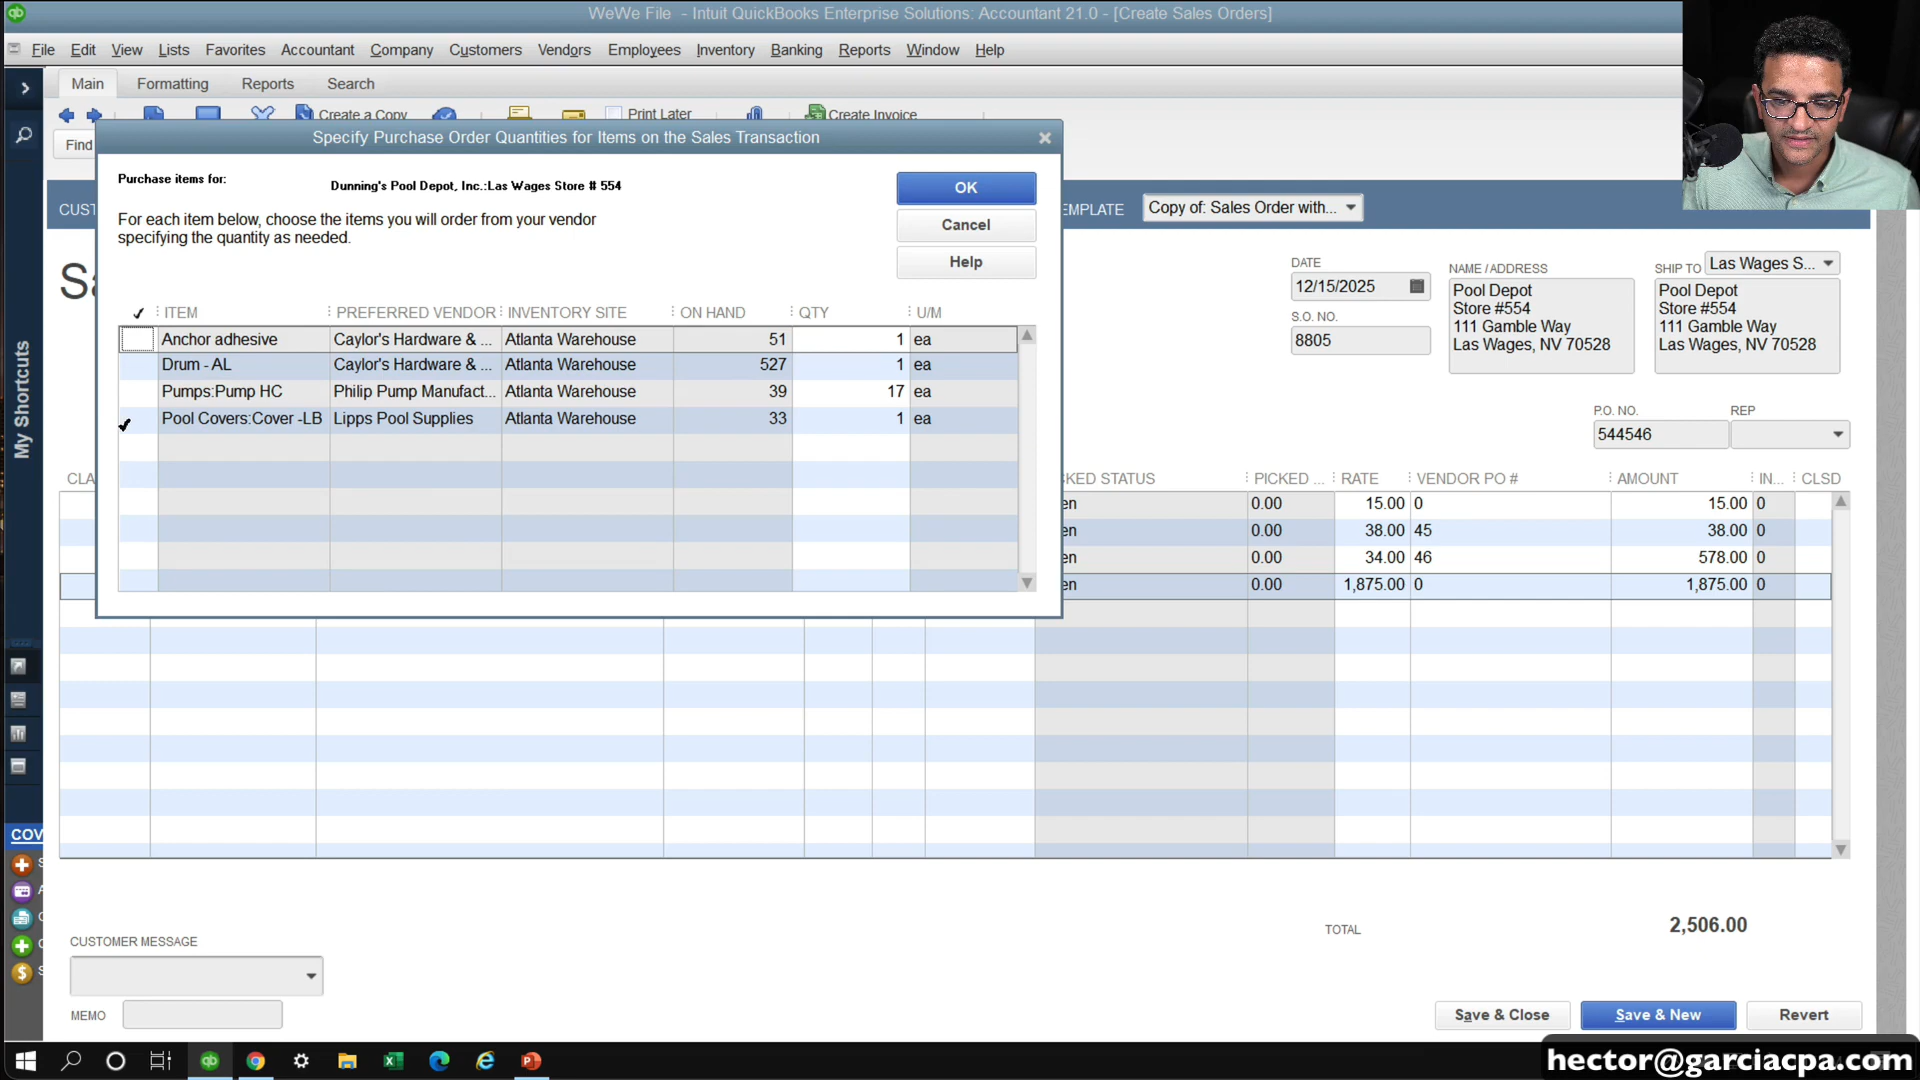 WeWe File - Intuit QuickBooks Enterprise Solutions: Accountant 21.0 - [Create Sales Orders]
File Edit View Lists Favorites Accountant Company Customers Vendors Employees Inventory Banking Reports Window Help
Main Formatting Reports Search
Create a Copy Print Later Create Invoice
Find
Specify Purchase Order Quantities for Items on the Sales Transaction
Purchase items for: Dunning's Pool Depot, Inc.:Las Wages Store # 554
For each item below, choose the items you will order from your vendor
specifying the quantity as needed.
OK
Cancel
Help
ITEM PREFERRED VENDOR INVENTORY SITE ON HAND QTY U/M
Anchor adhesive Caylor's Hardware & ... Atlanta Warehouse 51 1 ea
Drum - AL Caylor's Hardware & ... Atlanta Warehouse 527 1 ea
Pumps:Pump HC Philip Pump Manufact... Atlanta Warehouse 39 17 ea
Pool Covers:Cover -LB Lipps Pool Supplies Atlanta Warehouse 33 1 ea
My Shortcuts
CUST
EMPLATE Copy of: Sales Order with...
DATE
12/15/2025
S.O. NO.
8805
NAME / ADDRESS
Pool Depot
Store #554
111 Gamble Way
Las Wages, NV 70528
SHIP TO Las Wages S...
Pool Depot
Store #554
111 Gamble Way
Las Wages, NV 70528
P.O. NO. REP
544546
CLA KED STATUS PICKED ... RATE VENDOR PO # AMOUNT IN... CLSD
en 0.00 15.00 0 15.00 0
en 0.00 38.00 45 38.00 0
en 0.00 34.00 46 578.00 0
en 0.00 1,875.00 0 1,875.00 0
COV
TOTAL 2,506.00
CUSTOMER MESSAGE
MEMO
Save & Close Save & New Revert
hector@garciacpa.com